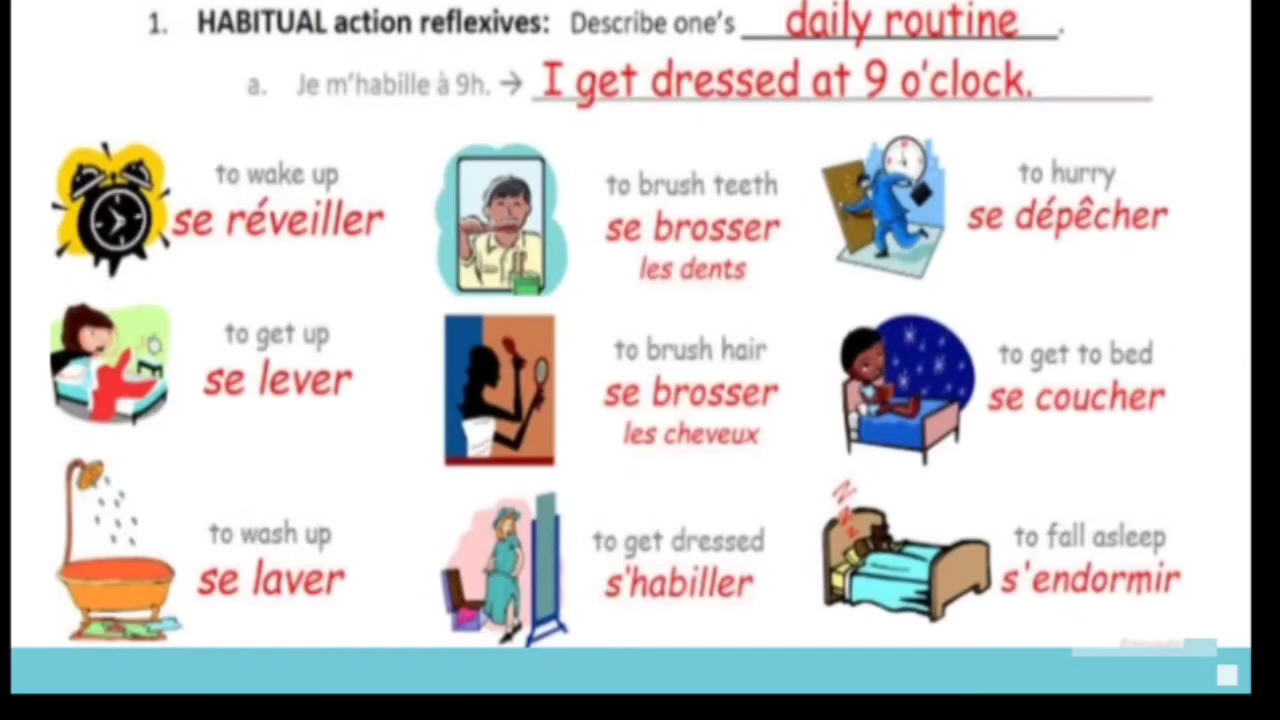 1. HABITUAL action reflexives: Describe one's daily routine.
a. Je m'habille à 9h. → I get dressed at 9 o'clock.
to wake up
se réveiller
to brush teeth
se brosser
les dents
to hurry
se dépêcher
to get up
se lever
to brush hair
se brosser
les cheveux
to get to bed
se coucher
to wash up
se laver
to get dressed
s'habiller
to fall asleep
s'endormir